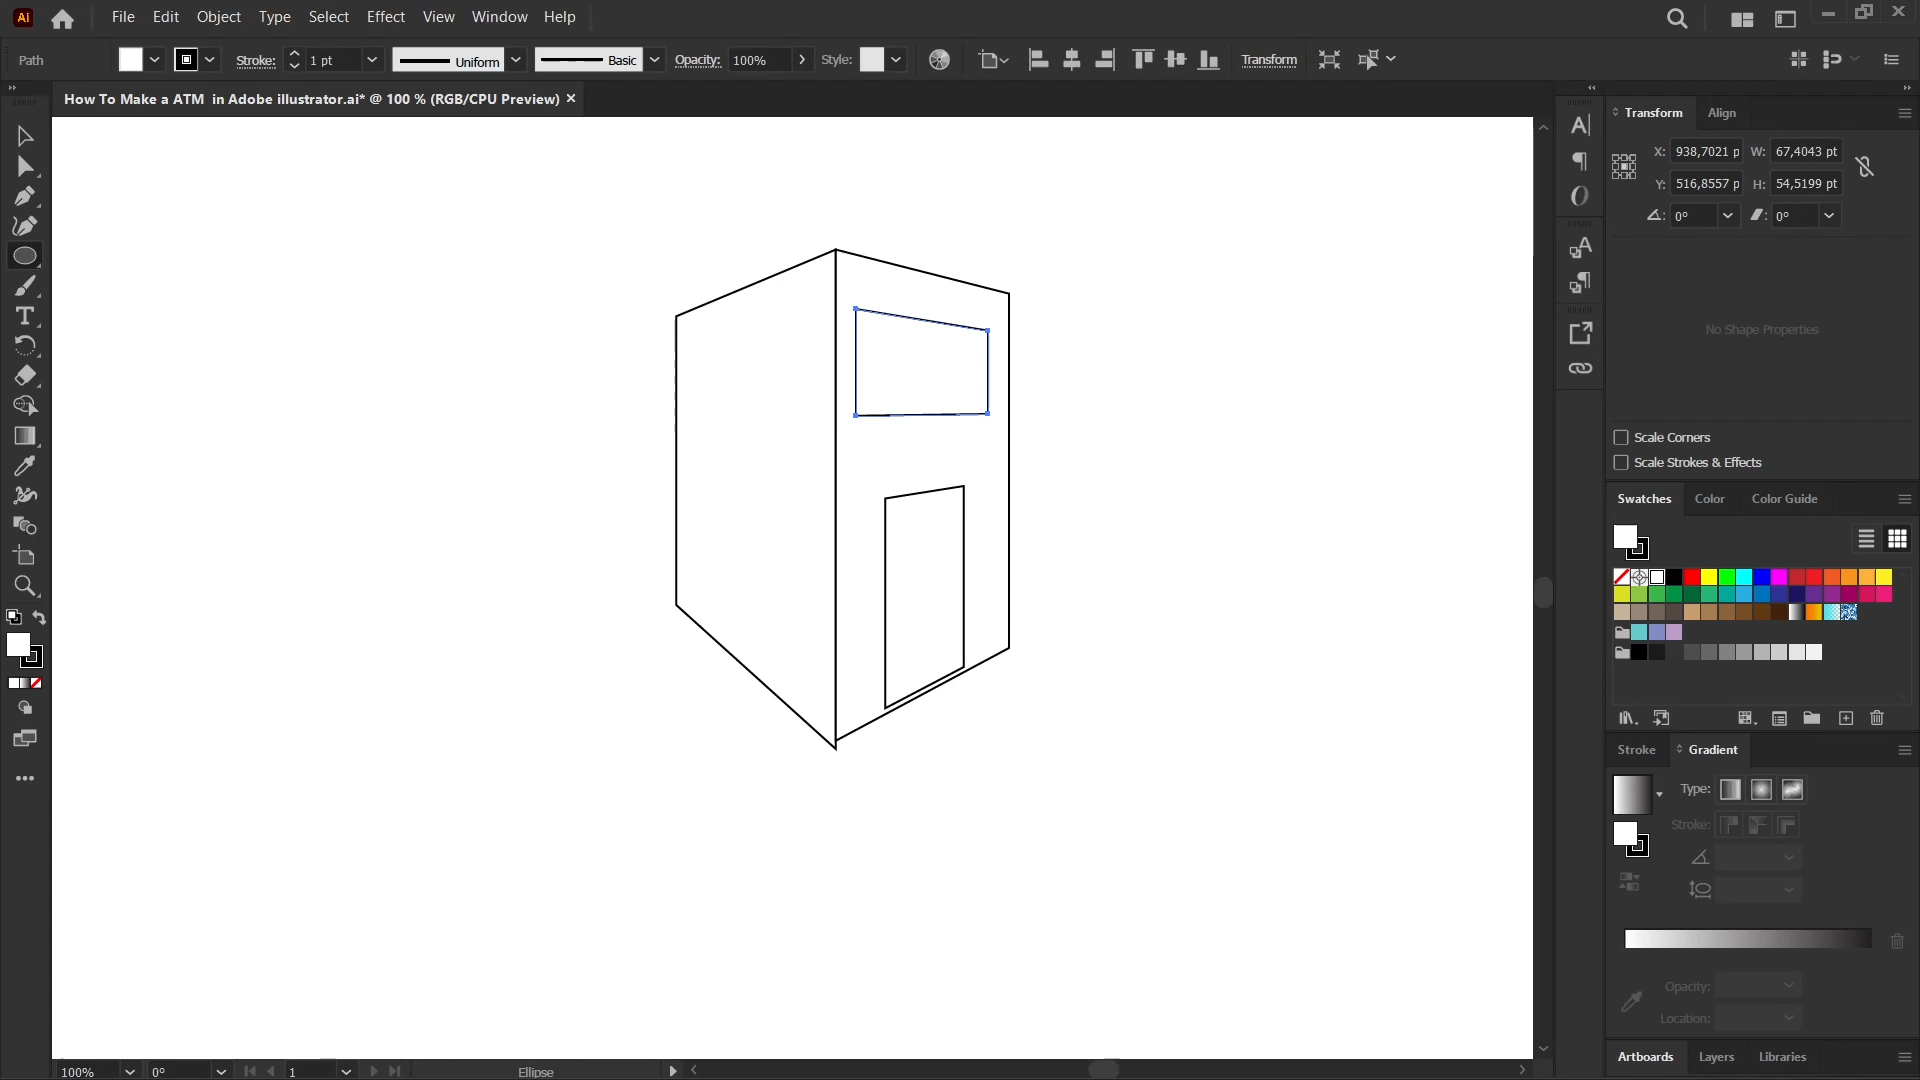 Ai File Edit Object Type Select Effect View Window Help
Path Stroke: 1 pt Uniform Basic Opacity: 100% Style: Transform
How To Make a ATM  in Adobe illustrator.ai* @ 100 % (RGB/CPU Preview) ×
Transform Align
X: 938,7021 p W: 67,4043 pt
Y: 516,8557 p H: 54,5199 pt
0° 0°
No Shape Properties
Scale Corners
Scale Strokes & Effects
Swatches Color Color Guide
Stroke Gradient
Type:
Stroke:
Opacity:
Location:
Artboards Layers Libraries
100% 0° 1 Ellipse